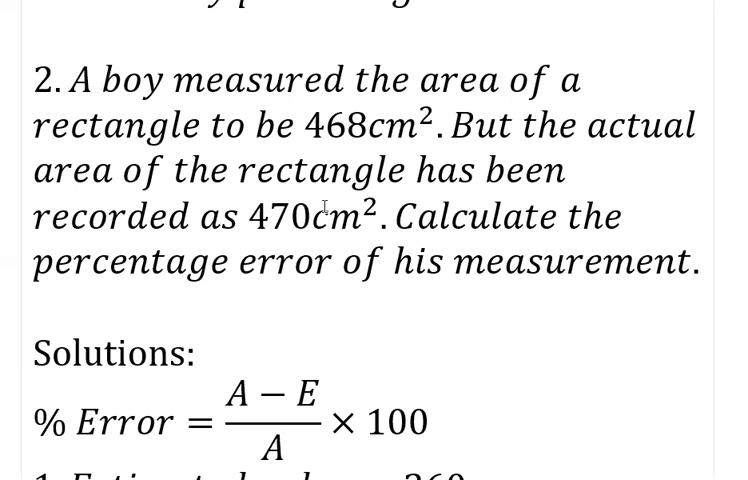 2. A boy measured the area of a
rectangle to be 468cm². But the actual
area of the rectangle has been
recorded as 470cm². Calculate the
percentage error of his measurement.
Solutions:
% Error = \frac{A − E}{A} × 100